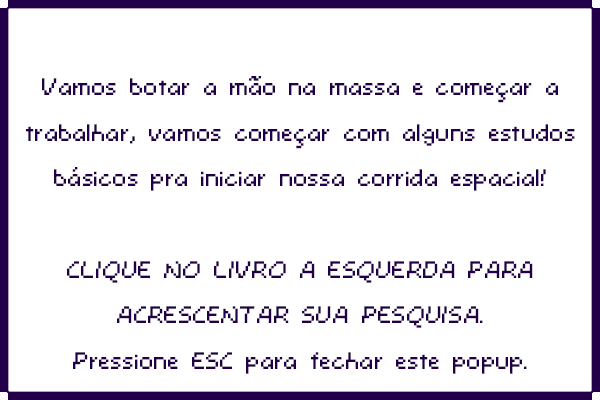 Vamos botar a mão na massa e começar a
trabalhar, vamos começar com alguns estudos
básicos pra iniciar nossa corrida espacial!
CLIQUE NO LIVRO A ESQUERDA PARA
ACRESCENTAR SUA PESQUISA.
Pressione ESC para fechar este popup.